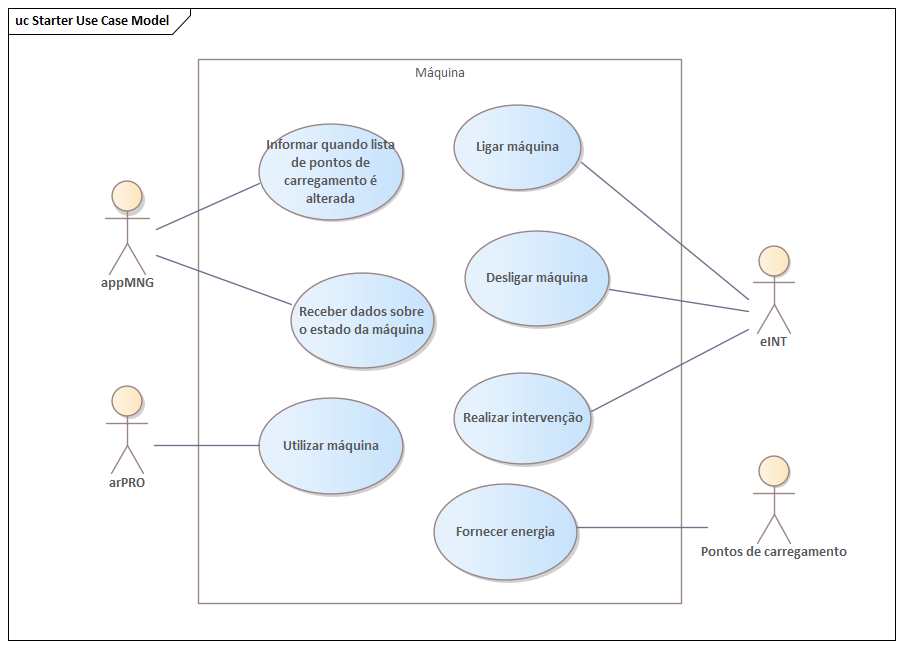 uc Starter Use Case Model
Máquina
Informar quando lista
de pontos de
carregamento é
alterada
Ligar máquina
appMNG
Desligar máquina
Receber dados sobre
o estado da máquina
eINT
Realizar intervenção
Utilizar máquina
arPRO
Fornecer energia
Pontos de carregamento